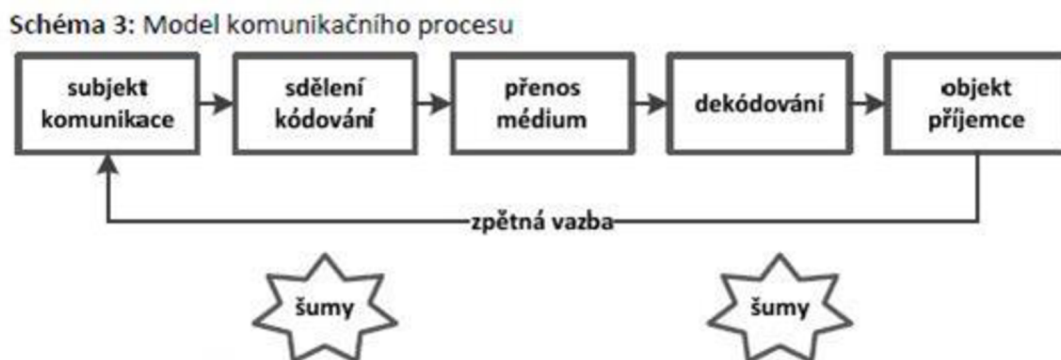 Schéma 3: Model komunikačního procesu
subjekt
komunikace
sdělení
kódování
přenos
médium
dekódování
objekt
příjemce
zpětná vazba
šumy
šumy